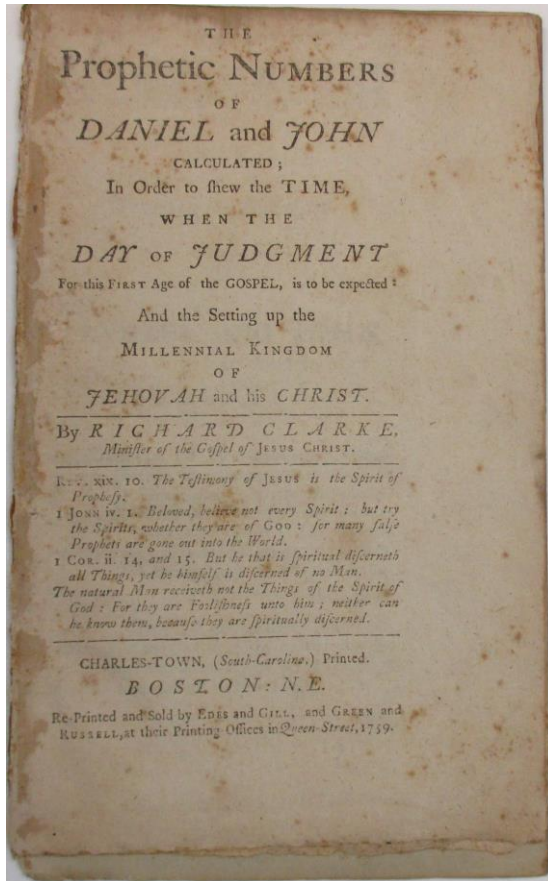 THE
Prophetic NUMBERS
OF
DANIEL and JOHN
CALCULATED;
In Order to ſhew the TIME,
WHEN THE
DAY OF JUDGMENT
For this FIRST Age of the GOSPEL, is to be expected:
And the Setting up the
MILLENNIAL KINGDOM
OF
JEHOVAH and his CHRIST.
By RICHARD CLARKE,
Miniſter of the Goſpel of JESUS CHRIST.
REV. xix. 10. The Teſtimony of JESUS is the Spirit of
Propheſy.
1 JOHN iv. 1. Beloved, believe not every Spirit; but try
the Spirits, whether they are of GOD: for many falſe
Prophets are gone out into the World.
1 COR. ii. 14, and 15. But he that is ſpiritual diſcerneth
all Things, yet he himſelf is diſcerned of no Man.
The natural Man receiveth not the Things of the Spirit of
God: For they are Fooliſhneſs unto him; neither can
he know them, becauſe they are ſpiritually diſcerned.
CHARLES-TOWN, (South-Carolina.) Printed.
BOSTON: N.E.
Re-Printed and Sold by EDES and GILL, and GREEN and
RUSSELL, at their Printing-Offices in Queen-Street, 1759.